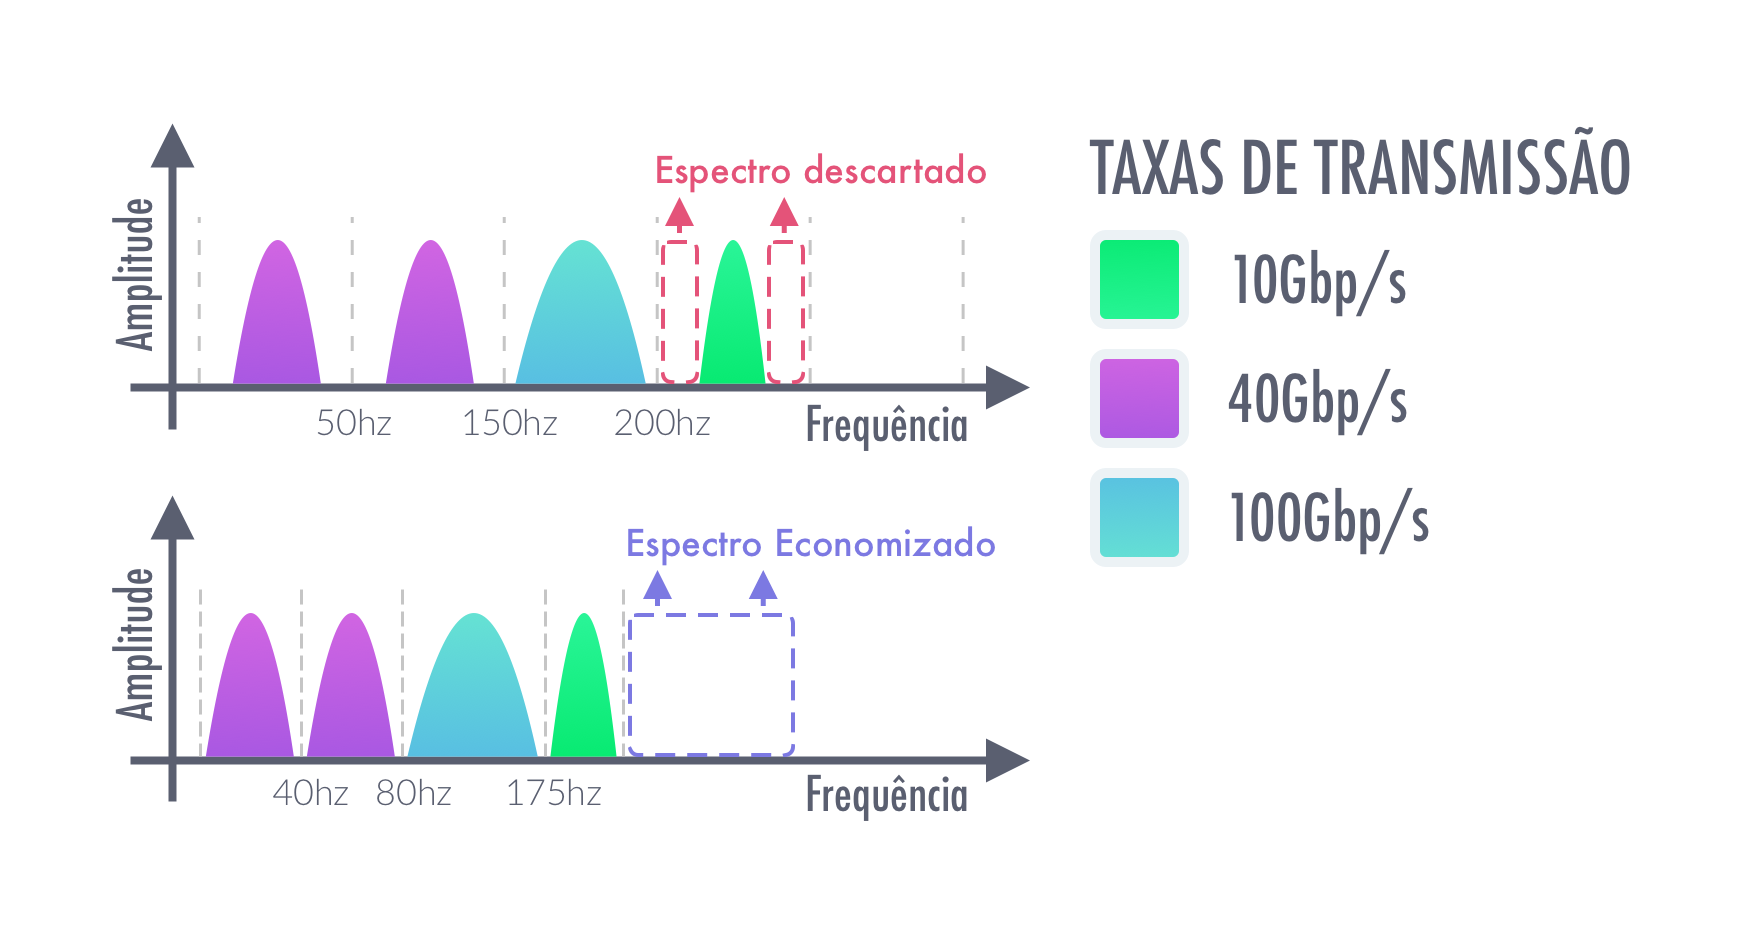 Espectro descartado
Amplitude
50hz
150hz
200hz
Frequência
Espectro Economizado
Amplitude
40hz
80hz
175hz
Frequência
TAXAS DE TRANSMISSÃO
10Gbp/s
40Gbp/s
100Gbp/s